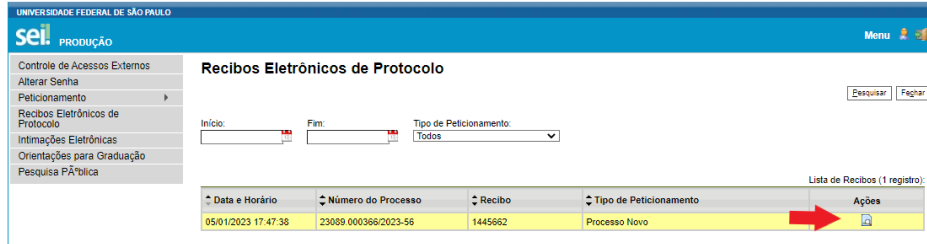 UNIVERSIDADE FEDERAL DE SÃO PAULO
sei! PRODUÇÃO
Menu
Controle de Acessos Externos
Alterar Senha
Peticionamento
Recibos Eletrônicos de
Protocolo
Intimações Eletrônicas
Orientações para Graduação
Pesquisa PÃºblica
Recibos Eletrônicos de Protocolo
Pesquisar Fechar
Início: Fim: Tipo de Peticionamento:
Todos
Lista de Recibos (1 registro):
Data e Horário Número do Processo Recibo Tipo de Peticionamento Ações
05/01/2023 17:47:38 23089.000366/2023-56 1445662 Processo Novo